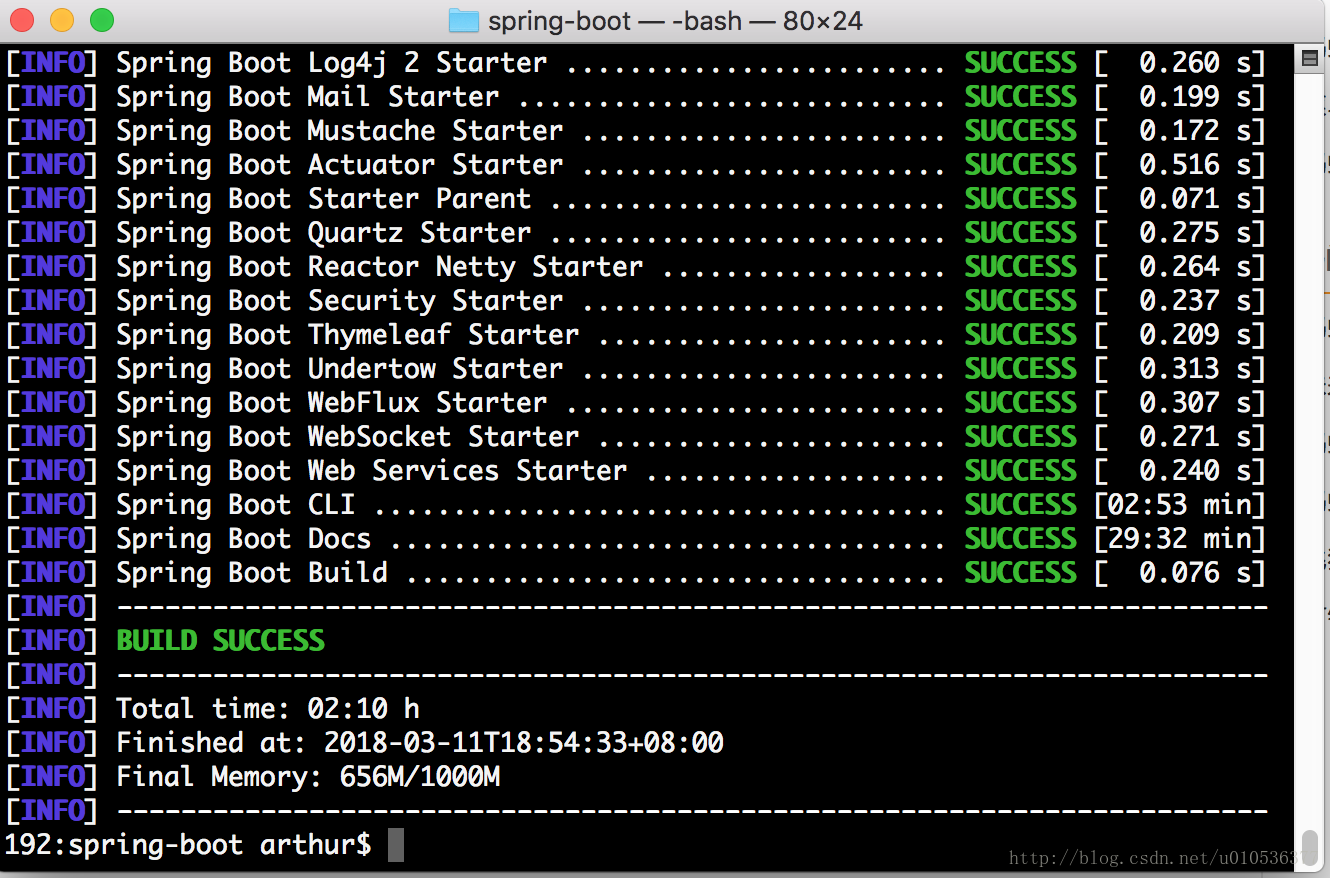 spring-boot — -bash — 80×24
[INFO] Spring Boot Log4j 2 Starter ........................ SUCCESS [  0.260 s]
[INFO] Spring Boot Mail Starter ........................... SUCCESS [  0.199 s]
[INFO] Spring Boot Mustache Starter ....................... SUCCESS [  0.172 s]
[INFO] Spring Boot Actuator Starter ....................... SUCCESS [  0.516 s]
[INFO] Spring Boot Starter Parent ......................... SUCCESS [  0.071 s]
[INFO] Spring Boot Quartz Starter ......................... SUCCESS [  0.275 s]
[INFO] Spring Boot Reactor Netty Starter .................. SUCCESS [  0.264 s]
[INFO] Spring Boot Security Starter ....................... SUCCESS [  0.237 s]
[INFO] Spring Boot Thymeleaf Starter ...................... SUCCESS [  0.209 s]
[INFO] Spring Boot Undertow Starter ....................... SUCCESS [  0.313 s]
[INFO] Spring Boot WebFlux Starter ........................ SUCCESS [  0.307 s]
[INFO] Spring Boot WebSocket Starter ...................... SUCCESS [  0.271 s]
[INFO] Spring Boot Web Services Starter ................... SUCCESS [  0.240 s]
[INFO] Spring Boot CLI .................................... SUCCESS [02:53 min]
[INFO] Spring Boot Docs ................................... SUCCESS [29:32 min]
[INFO] Spring Boot Build .................................. SUCCESS [  0.076 s]
[INFO] ------------------------------------------------------------------------
[INFO] BUILD SUCCESS
[INFO] ------------------------------------------------------------------------
[INFO] Total time: 02:10 h
[INFO] Finished at: 2018-03-11T18:54:33+08:00
[INFO] Final Memory: 656M/1000M
[INFO] ------------------------------------------------------------------------
192:spring-boot arthur$